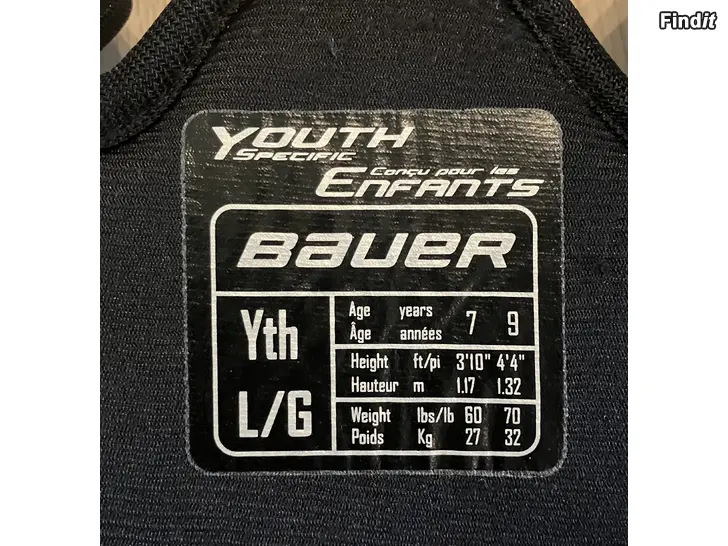 Findit
YOUTH
SPECIFIC
Conçu pour les
ENFANTS
BAUER
Yth
L/G
Age years 7 9
Âge années
Height ft/pi 3'10" 4'4"
Hauteur m 1.17 1.32
Weight lbs/lb 60 70
Poids Kg 27 32